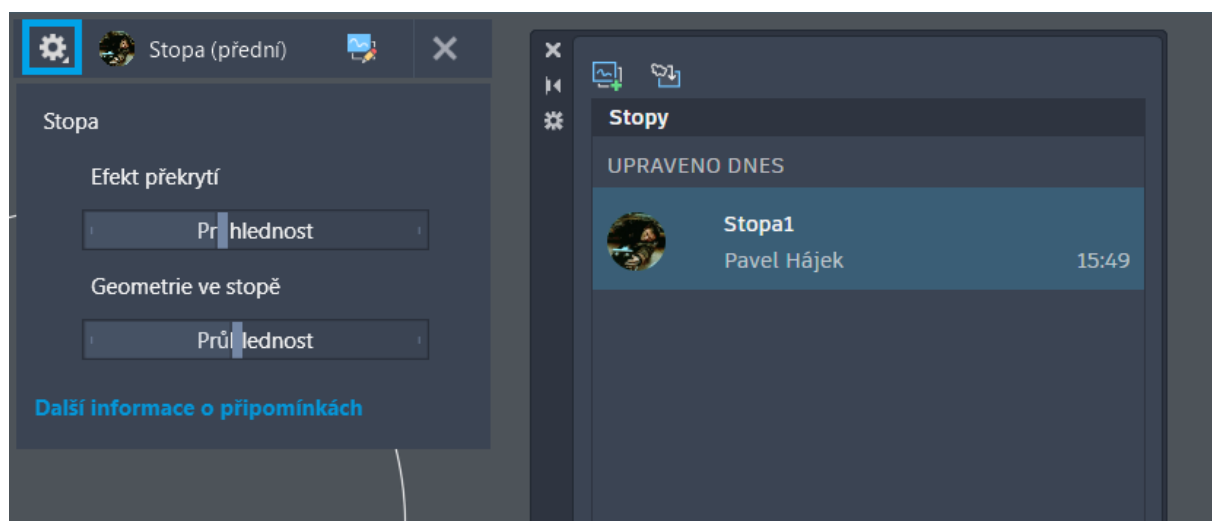 Stopa (přední)
Stopa
Efekt překrytí
Průhlednost
Geometrie ve stopě
Průhlednost
Další informace o připomínkách
Stopy
UPRAVENO DNES
Stopa1
Pavel Hájek
15:49